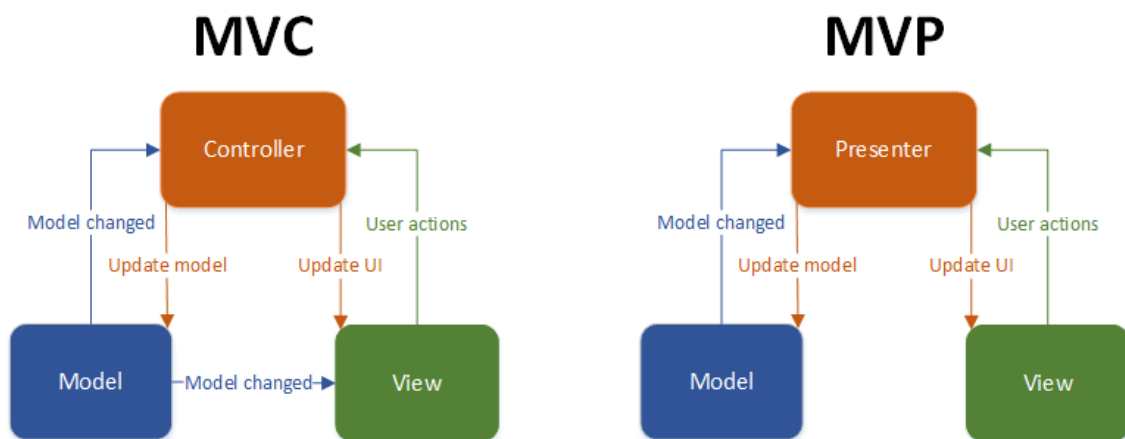 MVC
Controller
Model changed
User actions
Update model
Update UI
Model
Model changed
View
MVP
Presenter
Model changed
User actions
Update model
Update UI
Model
View